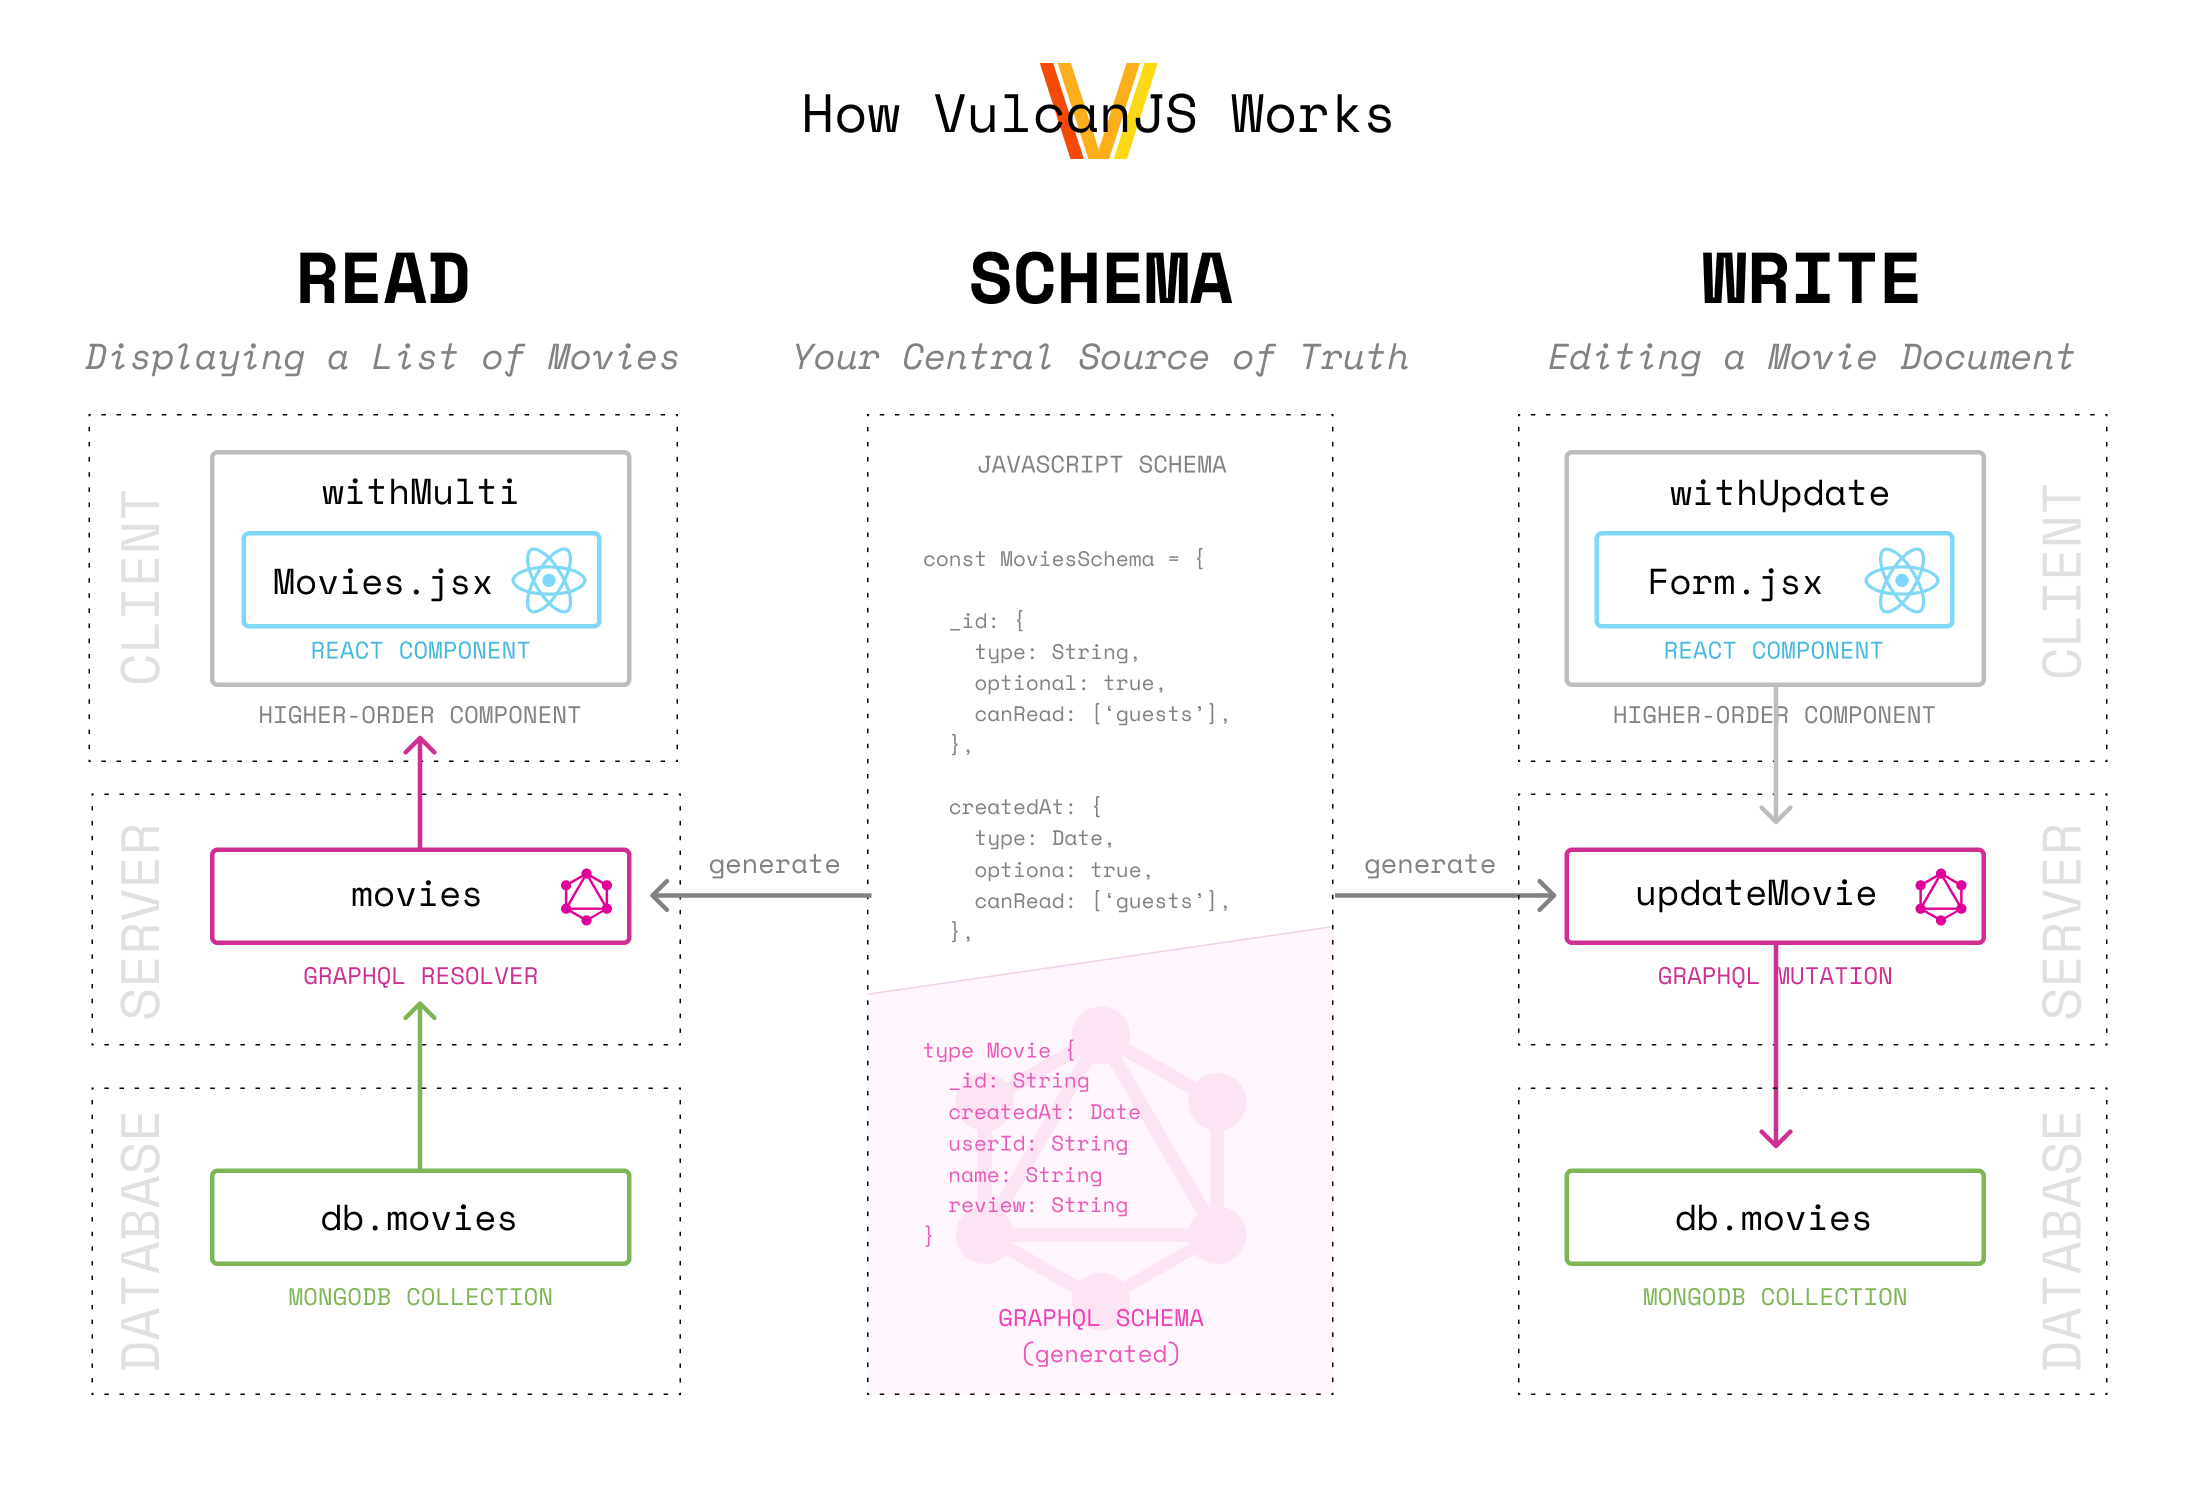 How VulcanJS Works
READ
Displaying a List of Movies
CLIENT
withMulti
Movies.jsx
REACT COMPONENT
HIGHER-ORDER COMPONENT
SERVER
movies
GRAPHQL RESOLVER
DATABASE
db.movies
MONGODB COLLECTION
generate
SCHEMA
Your Central Source of Truth
JAVASCRIPT SCHEMA
const MoviesSchema = {
_id: {
type: String,
optional: true,
canRead: [‘guests’],
},
createdAt: {
type: Date,
optiona: true,
canRead: [‘guests’],
},
type Movie {
_id: String
createdAt: Date
userId: String
name: String
review: String
}
GRAPHQL SCHEMA
(generated)
generate
WRITE
Editing a Movie Document
withUpdate
Form.jsx
REACT COMPONENT
HIGHER-ORDER COMPONENT
CLIENT
updateMovie
GRAPHQL MUTATION
SERVER
db.movies
MONGODB COLLECTION
DATABASE